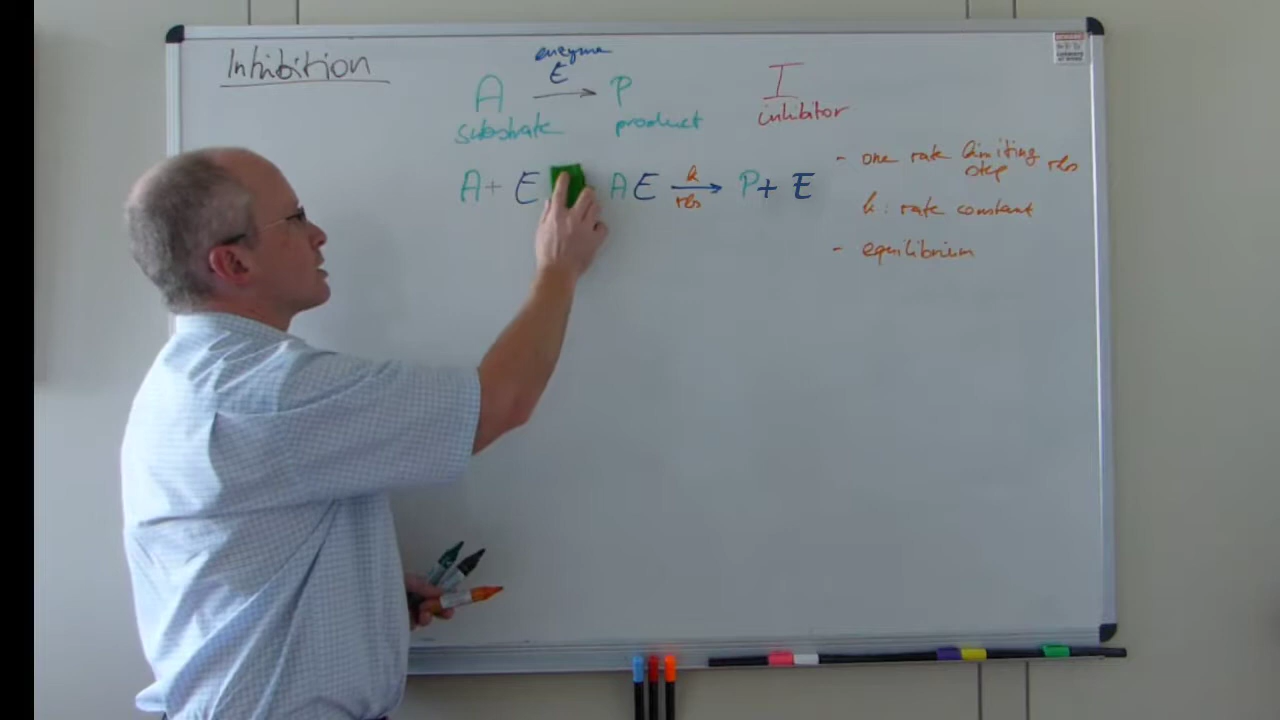 Inhibition
enzyme
E
A → P
substrate product
I
inhibitor
A + E AE k → P + E
rls
- one rate limiting
step rls
k : rate constant
- equilibrium